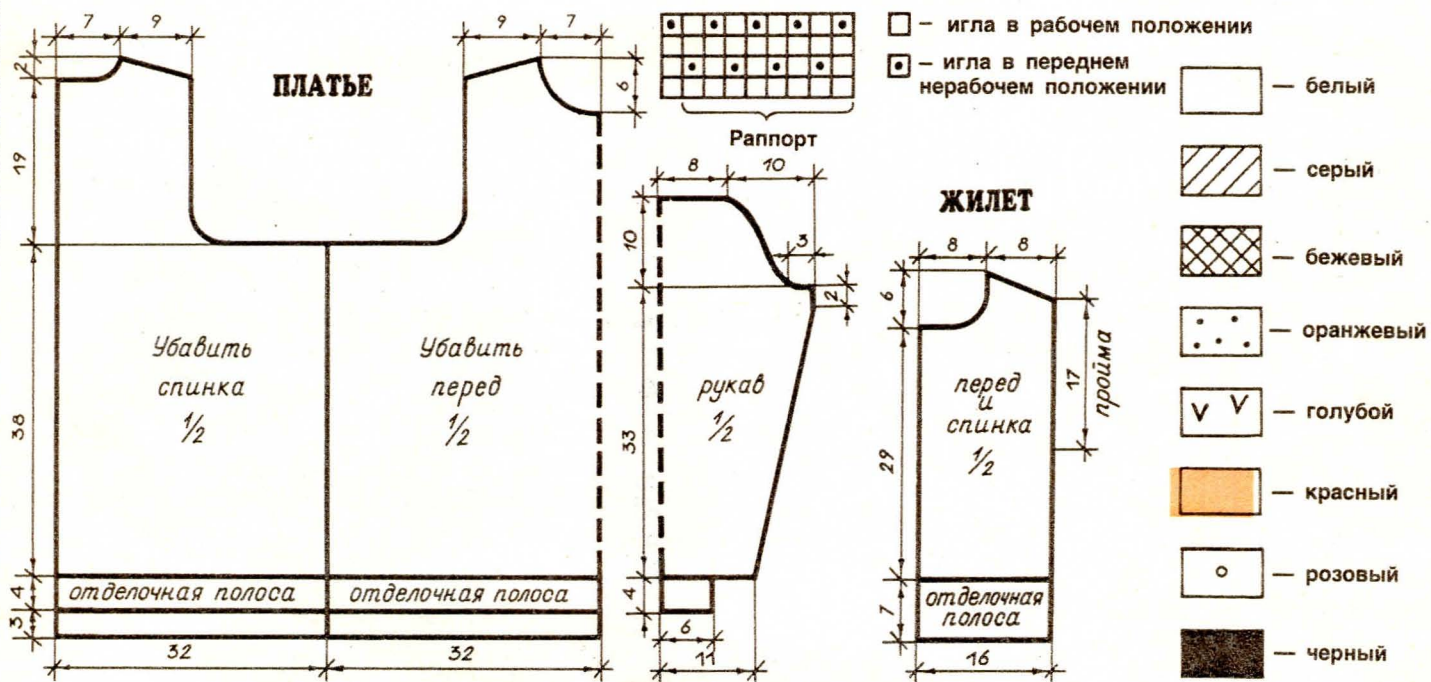 7
9
9
7
2
19
38
4
3
ПЛАТЬЕ
6
Убавить
спинка
1/2
Убавить
перед
1/2
отделочная полоса
отделочная полоса
32
32
Раппорт
□ – игла в рабочем положении
– игла в переднем
нерабочем положении
8
10
10
3
2
33
рукав
1/2
4
6
11
ЖИЛЕТ
8
8
6
29
17
пройма
перед
и
спинка
1/2
7
отделочная
полоса
16
– белый
– серый
– бежевый
– оранжевый
– голубой
– красный
– розовый
– черный